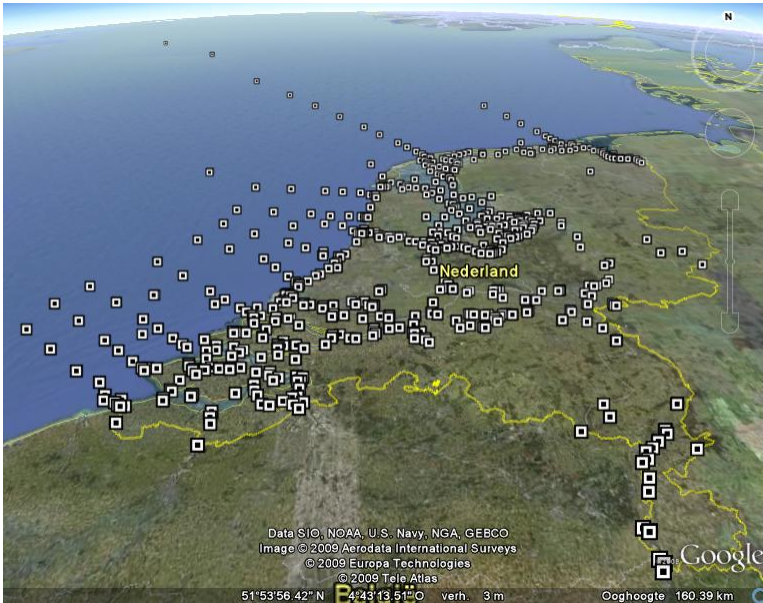 N
Nederland
Data SIO, NOAA, U.S. Navy, NGA, GEBCO
Image © 2009 Aerodata International Surveys
© 2009 Europa Technologies
© 2009 Tele Atlas
Google
België
51°53'56.42" N 4°43'13.51" O verh. 3 m Ooghoogte 160.39 km